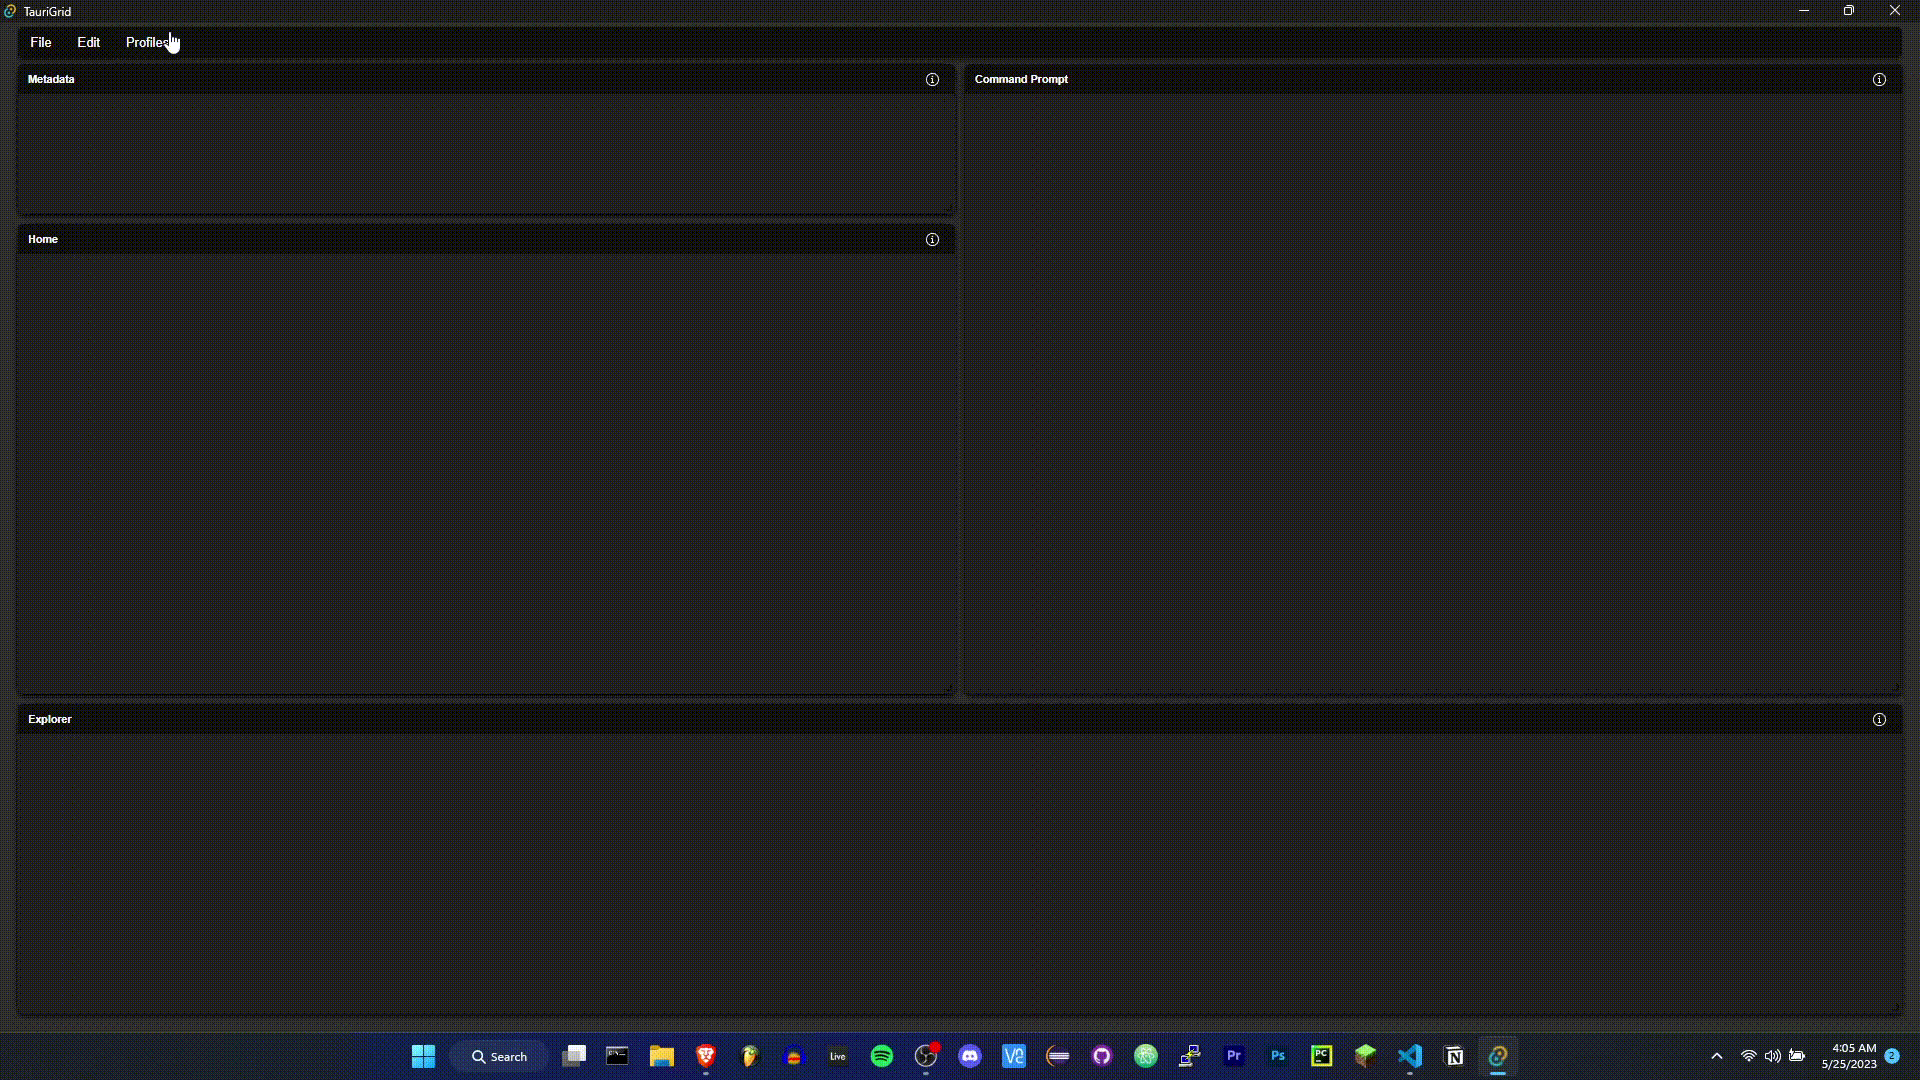 TauriGrid
File Edit Profiles
Metadata
Command Prompt
Home
Explorer
Search
Live
Pr
Ps
PC
N
4:05 AM
5/25/2023
2